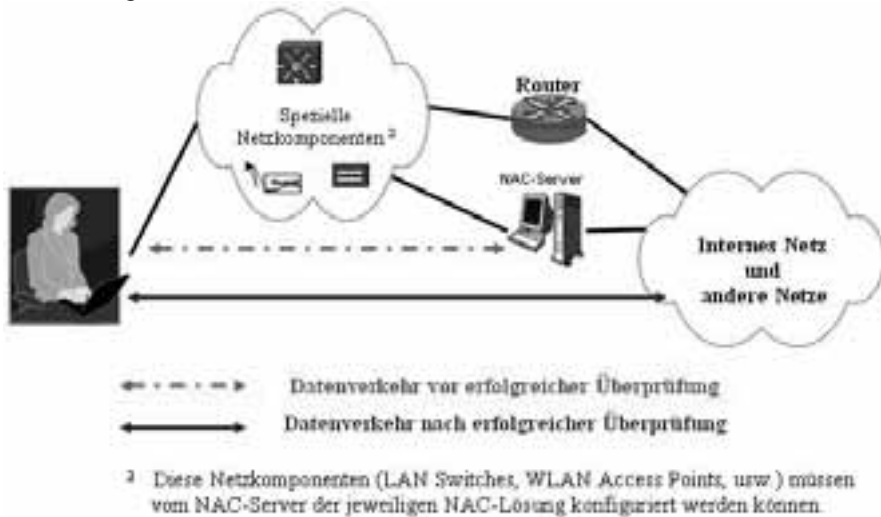 Router
Spezielle
Netzkomponenten ²
NAC-Server
Internes Netz
und
andere Netze
Datenverkehr vor erfolgreicher Überprüfung
Datenverkehr nach erfolgreicher Überprüfung
² Diese Netzkomponenten (LAN Switches, WLAN Access Points, usw.) müssen
vom NAC-Server der jeweiligen NAC-Lösung konfiguriert werden können.